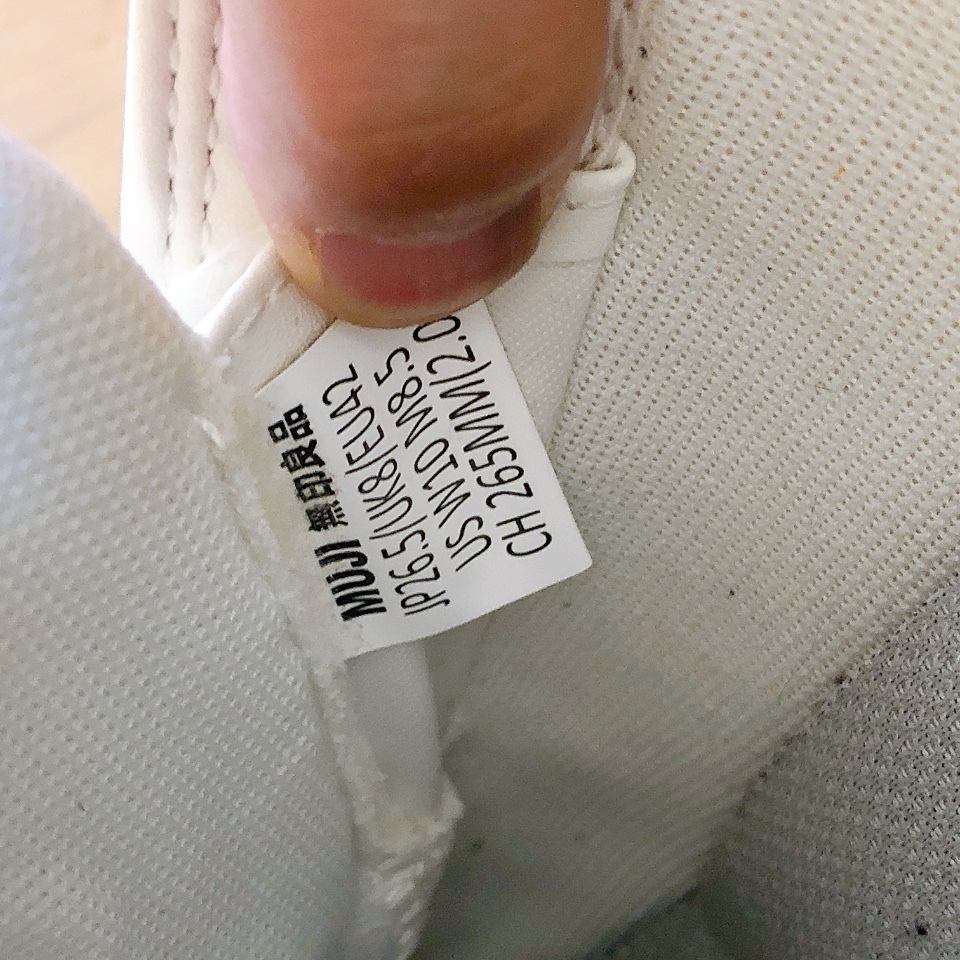 MUJI 無印良品
JP26.5(UK8(EU42
US W10 M8.5
CH 265MM(2.0